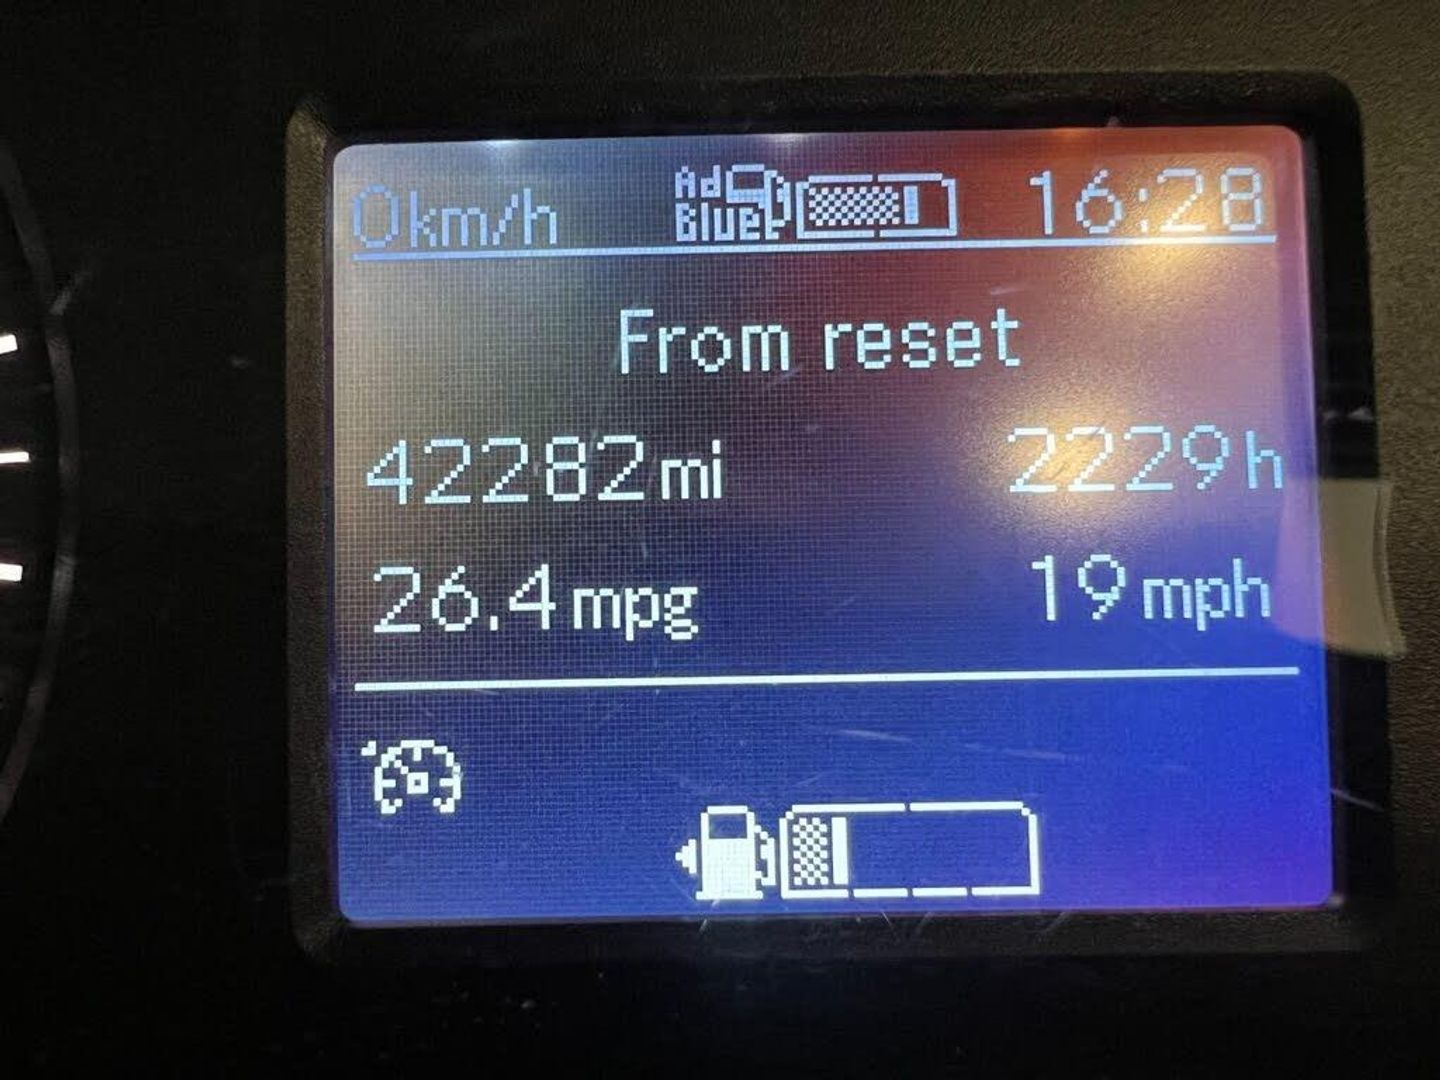 0km/h Ad Blue 16:28
From reset
42282mi 2229h
26.4mpg 19mph